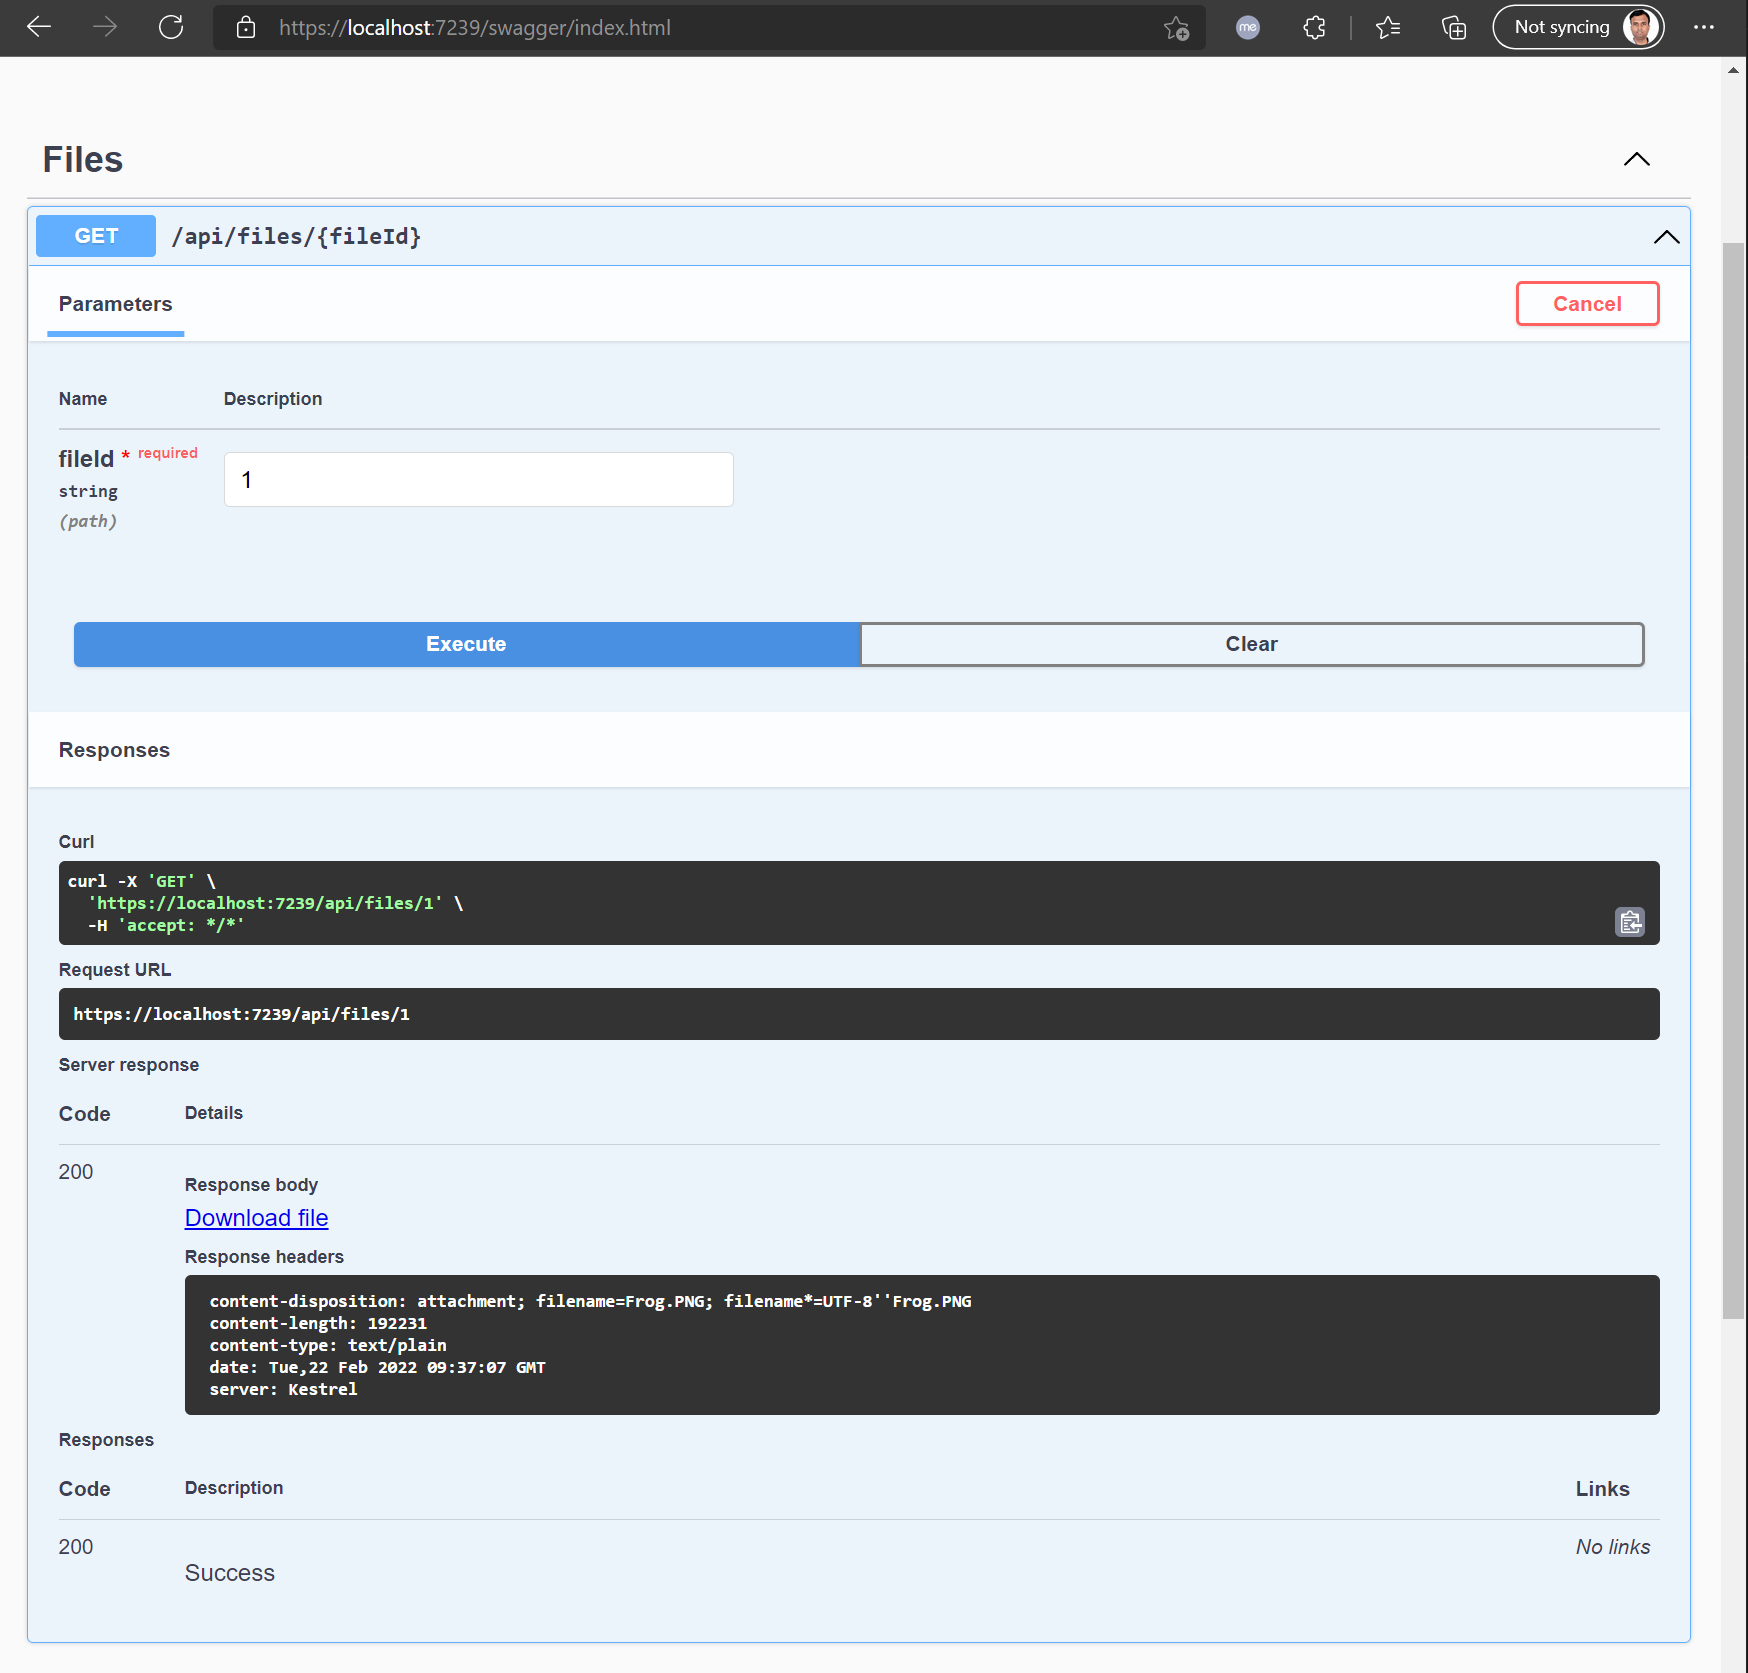 https://localhost:7239/swagger/index.html
me
Not syncing
Files
GET /api/files/{fileId}
Parameters
Cancel
Name Description
fileId * required
string
(path)
1
Execute
Clear
Responses
Curl
curl -X 'GET' \
'https://localhost:7239/api/files/1' \
-H 'accept: */*'
Request URL
https://localhost:7239/api/files/1
Server response
Code Details
200
Response body
Download file
Response headers
content-disposition: attachment; filename=Frog.PNG; filename*=UTF-8''Frog.PNG
content-length: 192231
content-type: text/plain
date: Tue,22 Feb 2022 09:37:07 GMT
server: Kestrel
Responses
Code Description Links
200 No links
Success